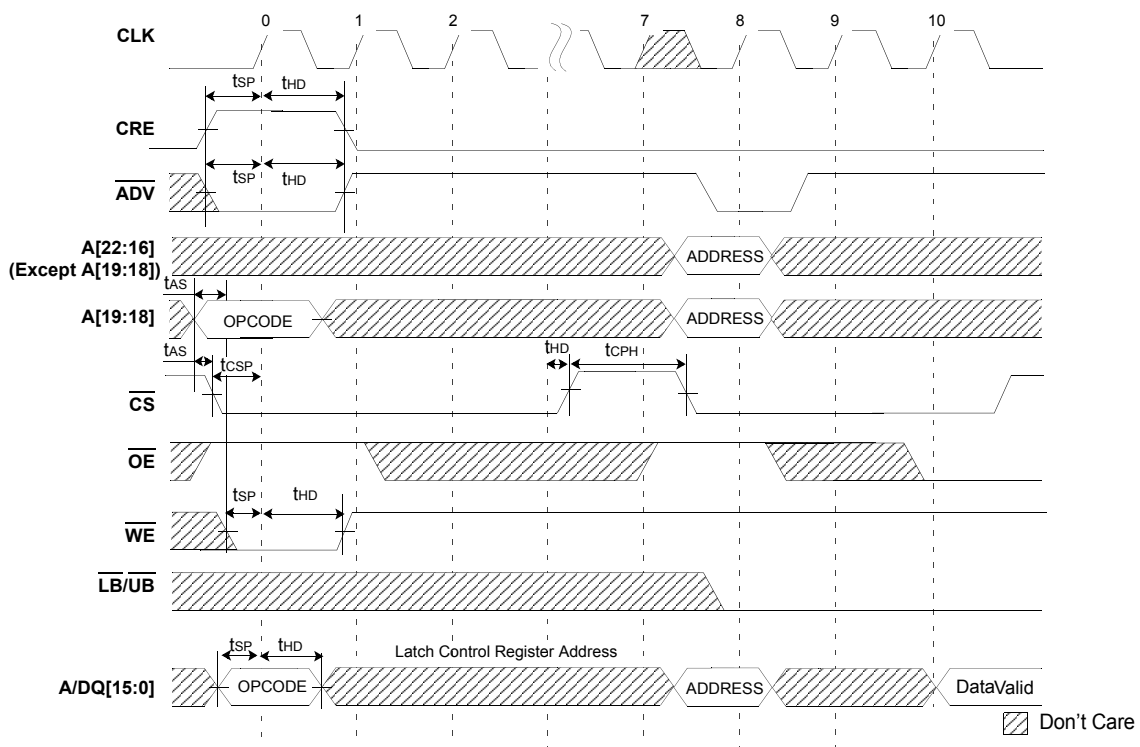 0 1 2 7 8 9 10
CLK
tSP tHD
CRE
tSP tHD
ADV
A[22:16]
(Except A[19:18])
ADDRESS
tAS
A[19:18]
OPCODE
ADDRESS
tAS
tCSP
tHD
tCPH
CS
OE
tSP tHD
WE
LB/UB
tSP tHD
Latch Control Register Address
A/DQ[15:0]
OPCODE
ADDRESS
DataValid
Don't Care